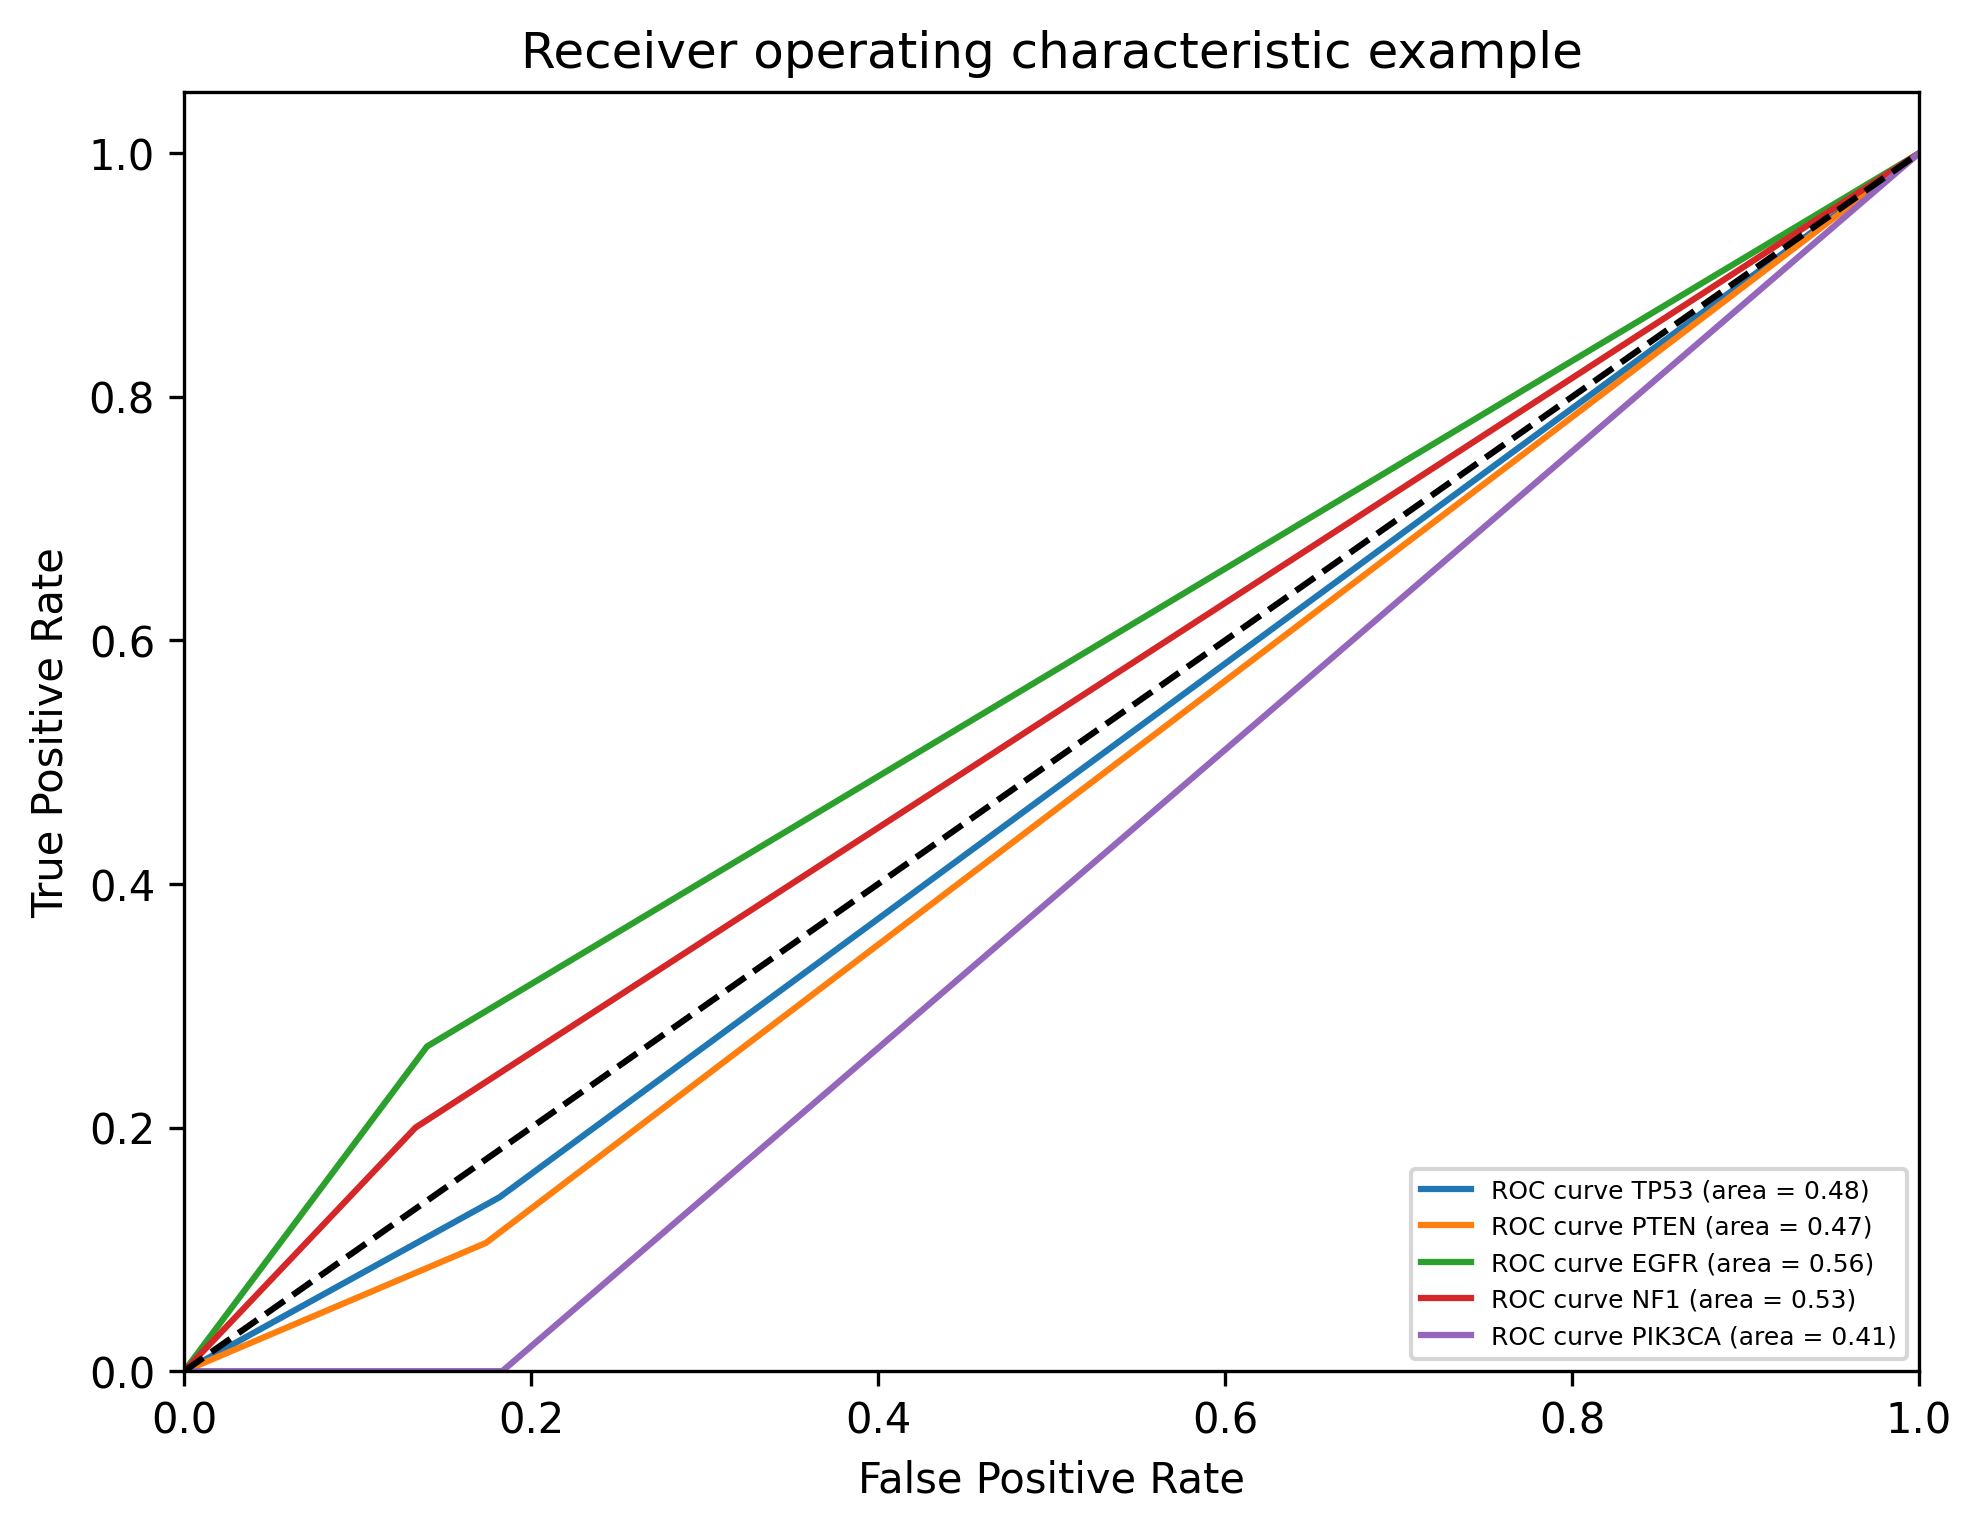 Receiver operating characteristic example
True Positive Rate
1.0
0.8
0.6
0.4
0.2
0.0
0.0 0.2 0.4 0.6 0.8 1.0
False Positive Rate
ROC curve TP53 (area = 0.48)
ROC curve PTEN (area = 0.47)
ROC curve EGFR (area = 0.56)
ROC curve NF1 (area = 0.53)
ROC curve PIK3CA (area = 0.41)